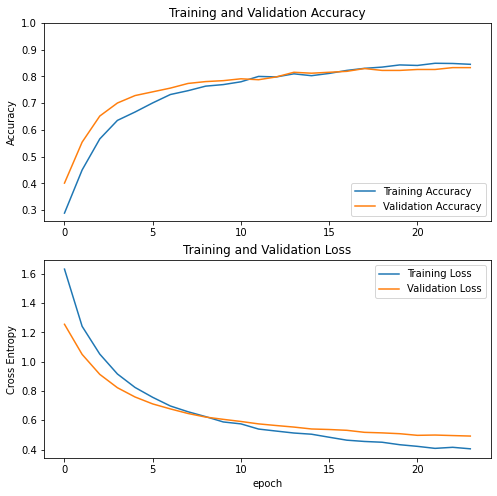 Training and Validation Accuracy
1.0
0.9
0.8
0.7
0.6
0.5
0.4
0.3
Accuracy
0 5 10 15 20
Training Accuracy
Validation Accuracy
Training and Validation Loss
1.6
1.4
1.2
1.0
0.8
0.6
0.4
Cross Entropy
Training Loss
Validation Loss
0 5 10 15 20
epoch